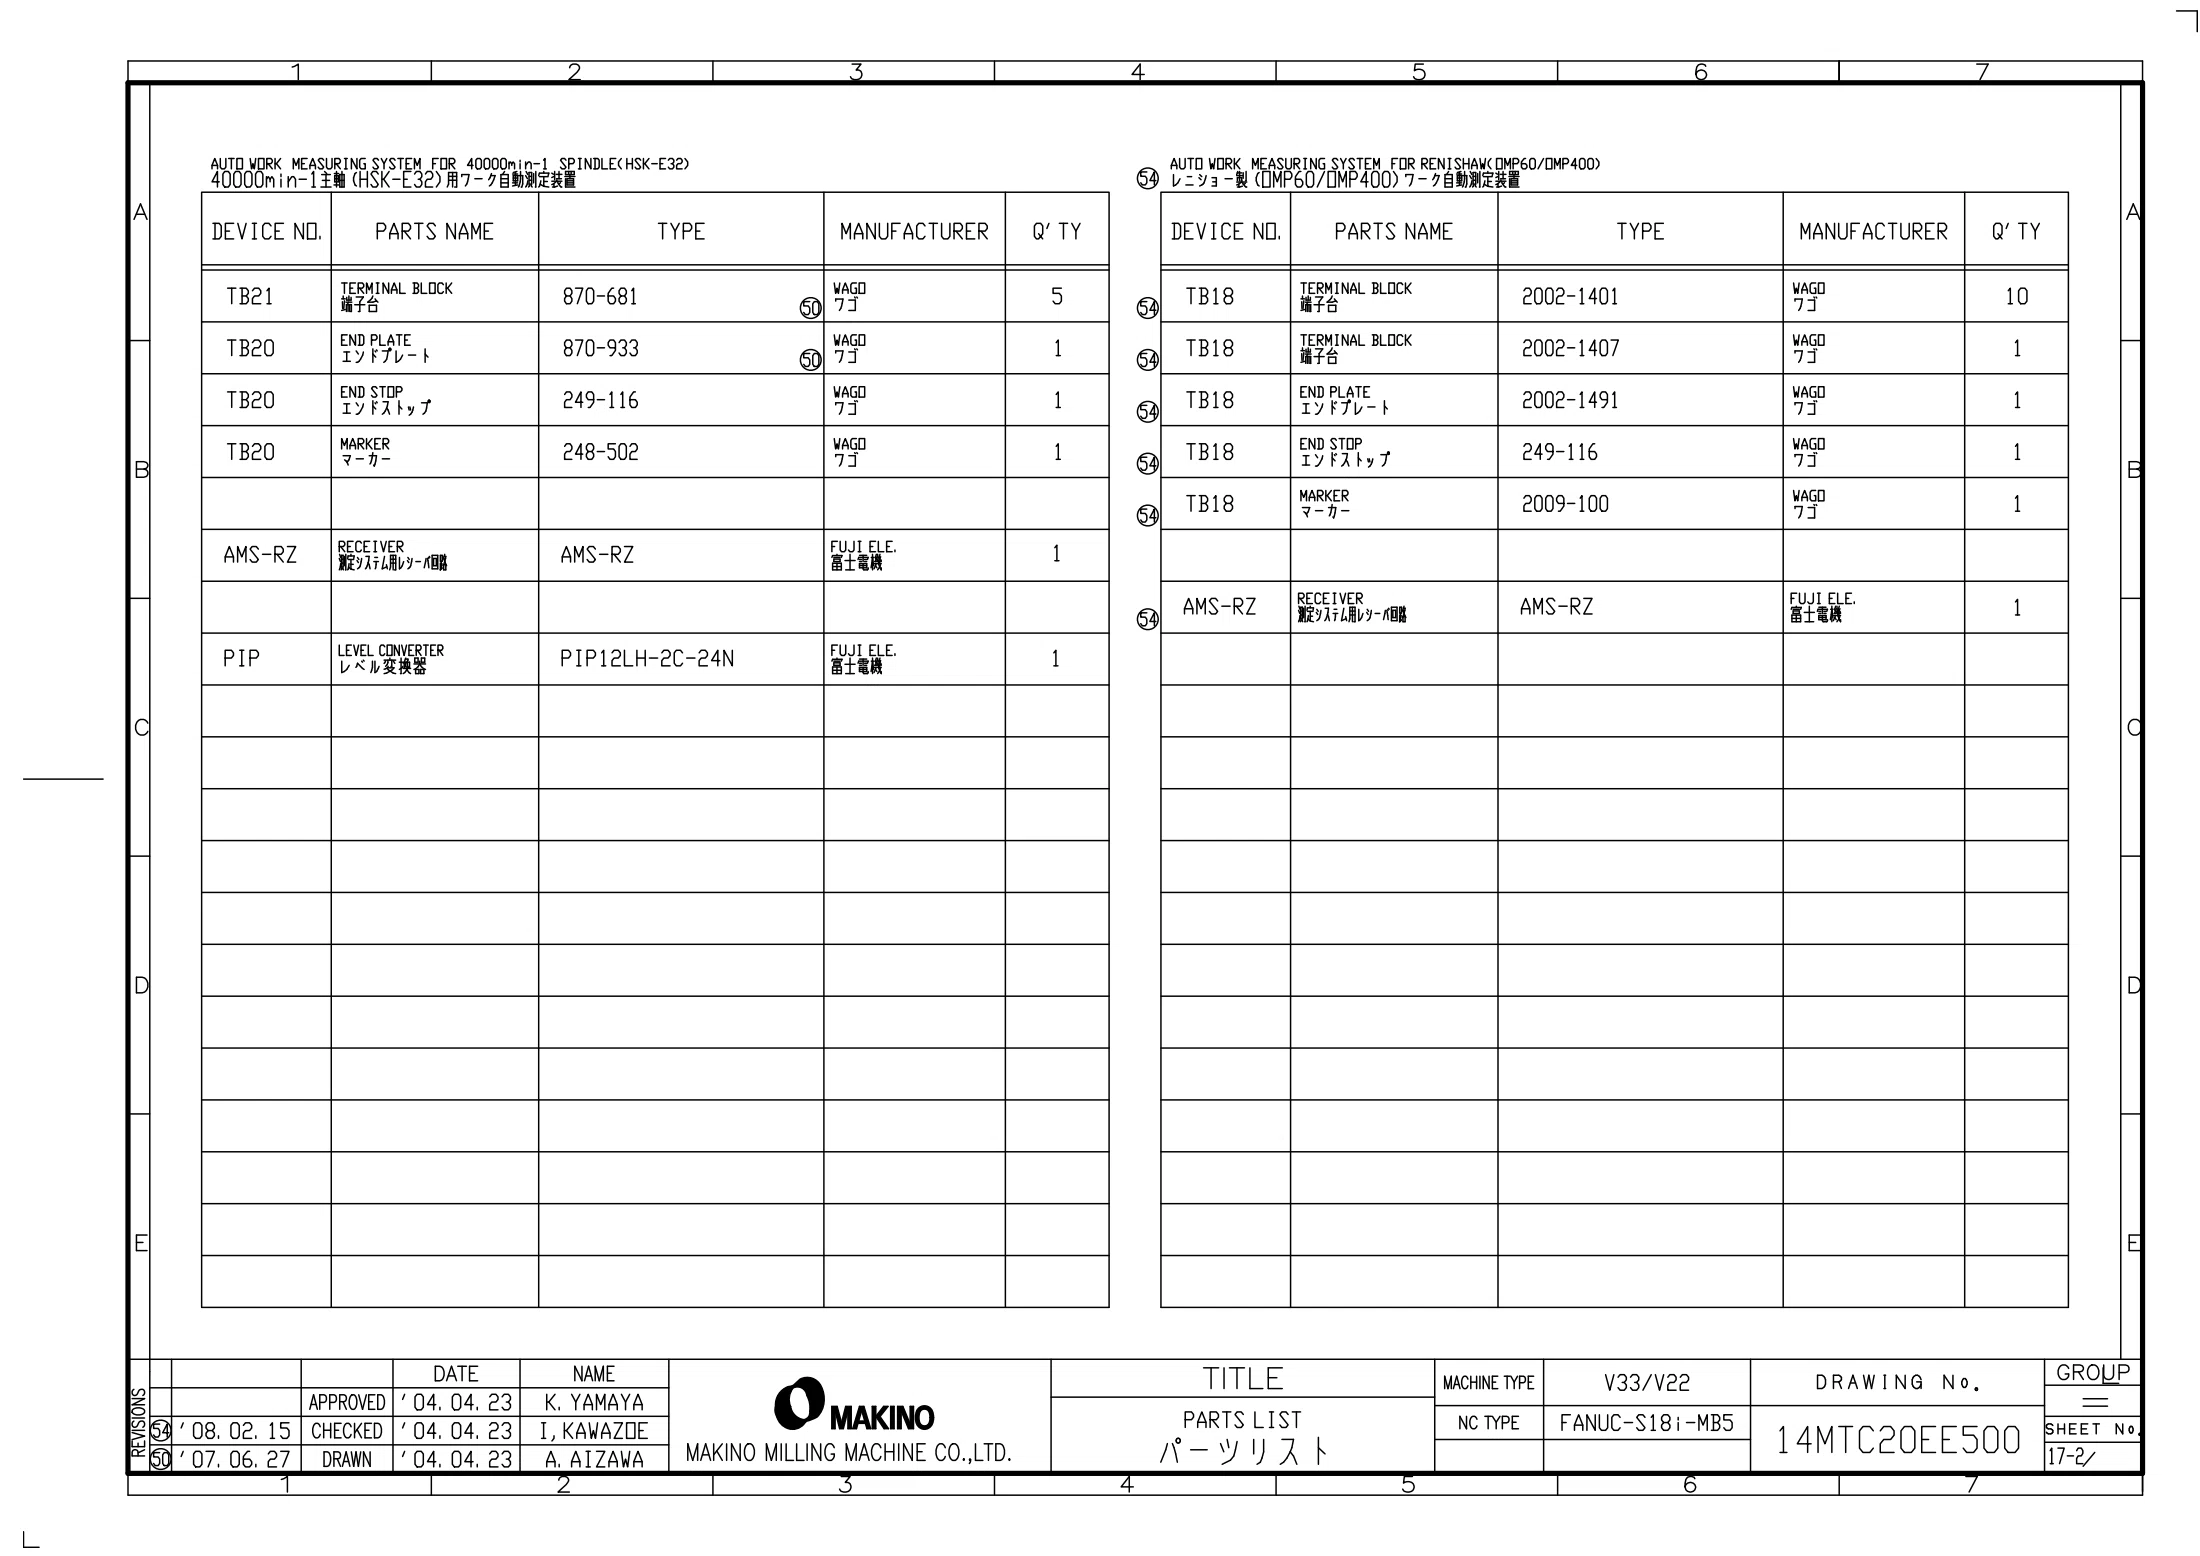 1 2 3 4 5 6 7
AUTO WORK MEASURING SYSTEM FOR 40000min-1 SPINDLE(HSK-E32)
40000min-1主軸(HSK-E32)用ワーク自動測定装置
DEVICE NO. PARTS NAME TYPE MANUFACTURER Q'TY
TB21 TERMINAL BLOCK 870-681 WAGO 5
端子台 50 ワゴ
TB20 END PLATE 870-933 WAGO 1
エンドプレート 50 ワゴ
TB20 END STOP 249-116 WAGO 1
エンドストップ ワゴ
TB20 MARKER 248-502 WAGO 1
マーカー ワゴ
AMS-RZ RECEIVER AMS-RZ FUJI ELE. 1
測定システム用レシーバ回路 富士電機
PIP LEVEL CONVERTER PIP12LH-2C-24N FUJI ELE. 1
レベル変換器 富士電機
AUTO WORK MEASURING SYSTEM FOR RENISHAW(OMP60/OMP400)
54 レニショー製(OMP60/OMP400)ワーク自動測定装置
DEVICE NO. PARTS NAME TYPE MANUFACTURER Q'TY
TB18 TERMINAL BLOCK 2002-1401 WAGO 10
54 端子台 ワゴ
TB18 TERMINAL BLOCK 2002-1407 WAGO 1
54 端子台 ワゴ
TB18 END PLATE 2002-1491 WAGO 1
54 エンドプレート ワゴ
TB18 END STOP 249-116 WAGO 1
54 エンドストップ ワゴ
TB18 MARKER 2009-100 WAGO 1
54 マーカー ワゴ
AMS-RZ RECEIVER AMS-RZ FUJI ELE. 1
54 測定システム用レシーバ回路 富士電機
A A
B B
C C
D D
E E
REVISIONS
DATE NAME
APPROVED '04.04.23 K. YAMAYA
54 '08.02.15 CHECKED '04.04.23 I,KAWAZOE
50 '07.06.27 DRAWN '04.04.23 A. AIZAWA
MAKINO
MAKINO MILLING MACHINE CO.,LTD.
TITLE
PARTS LIST
パーツリスト
MACHINE TYPE V33/V22
NC TYPE FANUC-S18i-MB5
DRAWING No.
14MTC20EE500
GROUP
=
SHEET No.
17-2/
1 2 3 4 5 6 7